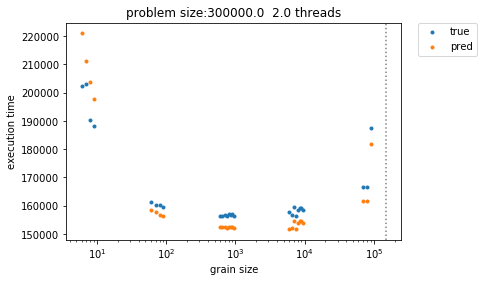 problem size:300000.0  2.0 threads
true
pred
220000
210000
200000
190000
180000
170000
160000
150000
execution time
10^1
10^2
10^3
10^4
10^5
grain size